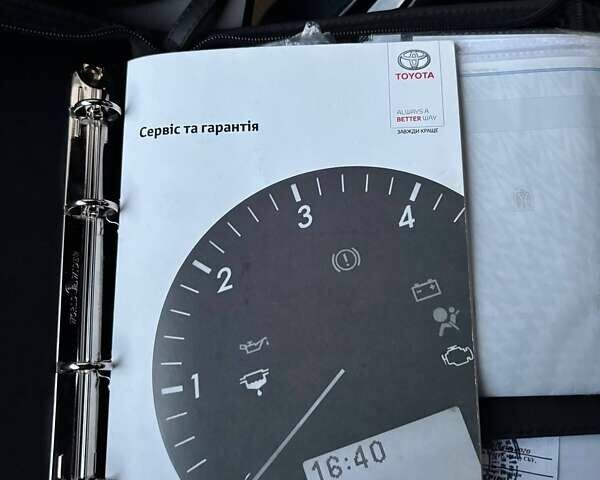 TOYOTA
ALWAYS A
BETTER WAY
ЗАВЖДИ КРАЩЕ
Сервіс та гарантія
1
2
3
4
16:40